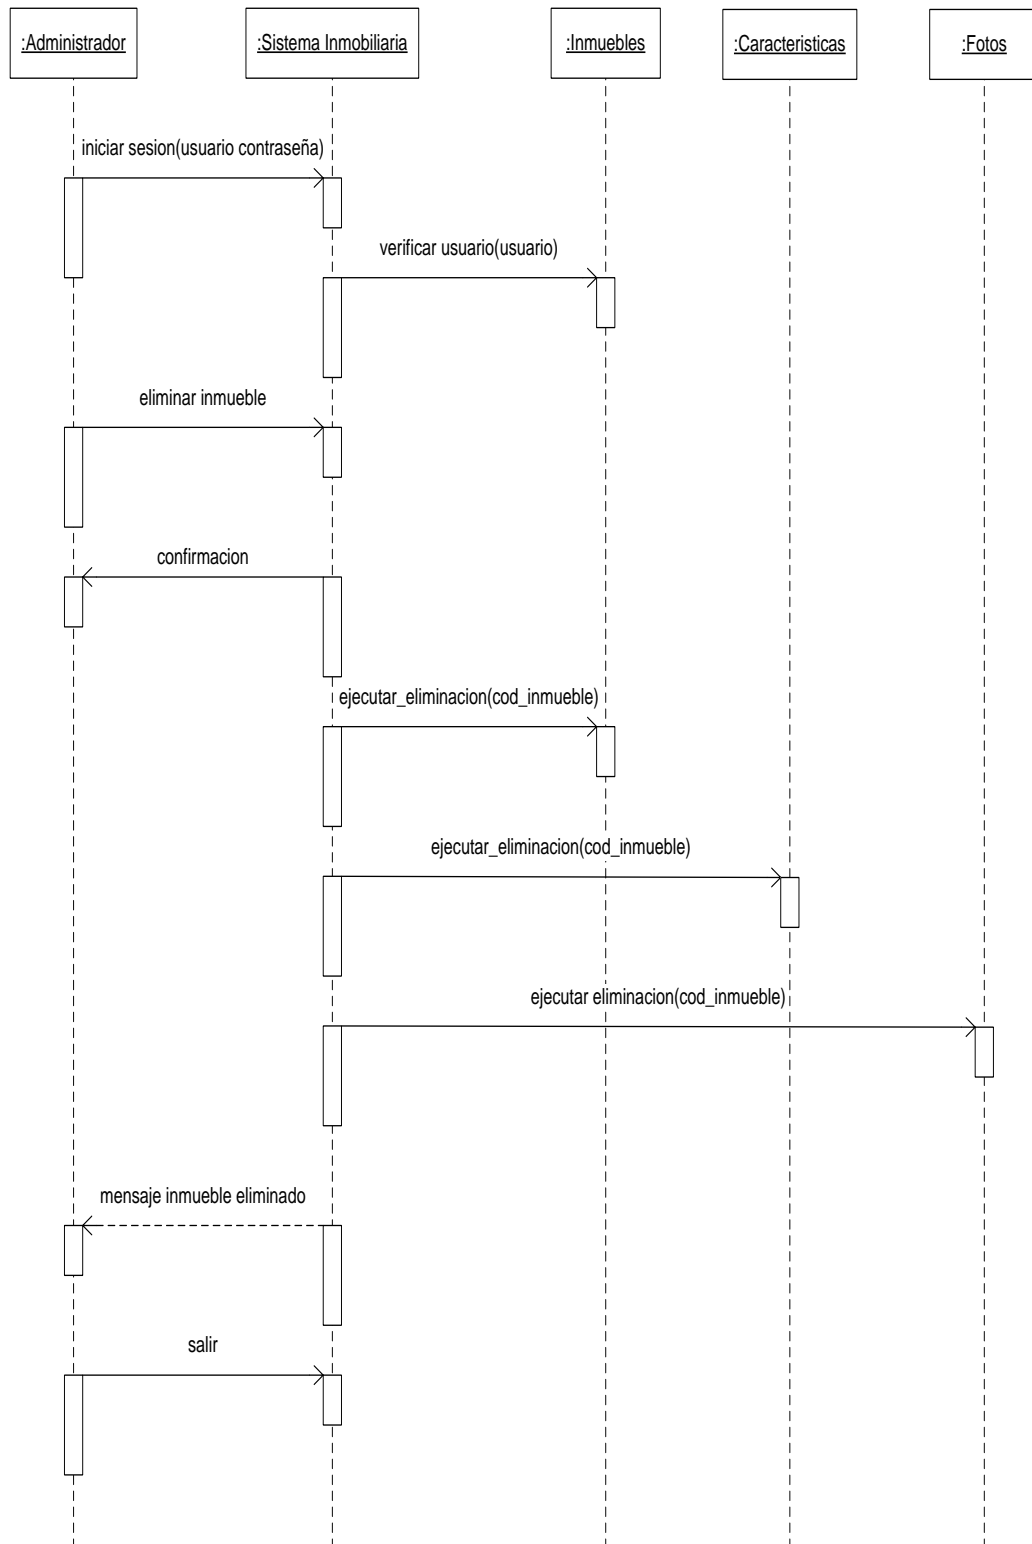 :Administrador
:Sistema Inmobiliaria
:Inmuebles
:Caracteristicas
:Fotos
iniciar sesion(usuario contraseña)
verificar usuario(usuario)
eliminar inmueble
confirmacion
ejecutar_eliminacion(cod_inmueble)
ejecutar_eliminacion(cod_inmueble)
ejecutar eliminacion(cod_inmueble)
mensaje inmueble eliminado
salir